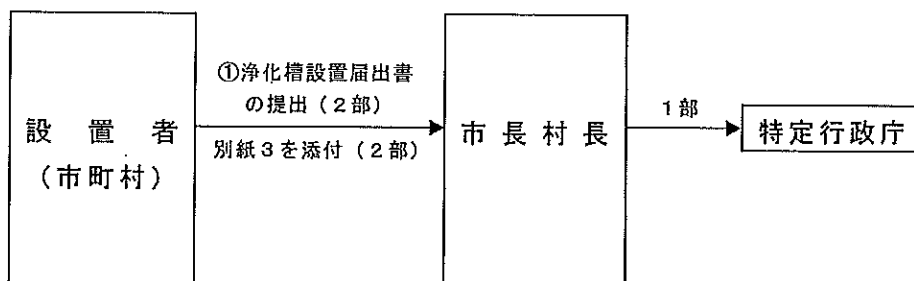 設置者
(市町村)
①浄化槽設置届出書
の提出(2部)
別紙3を添付(2部)
市長村長
1部
特定行政庁